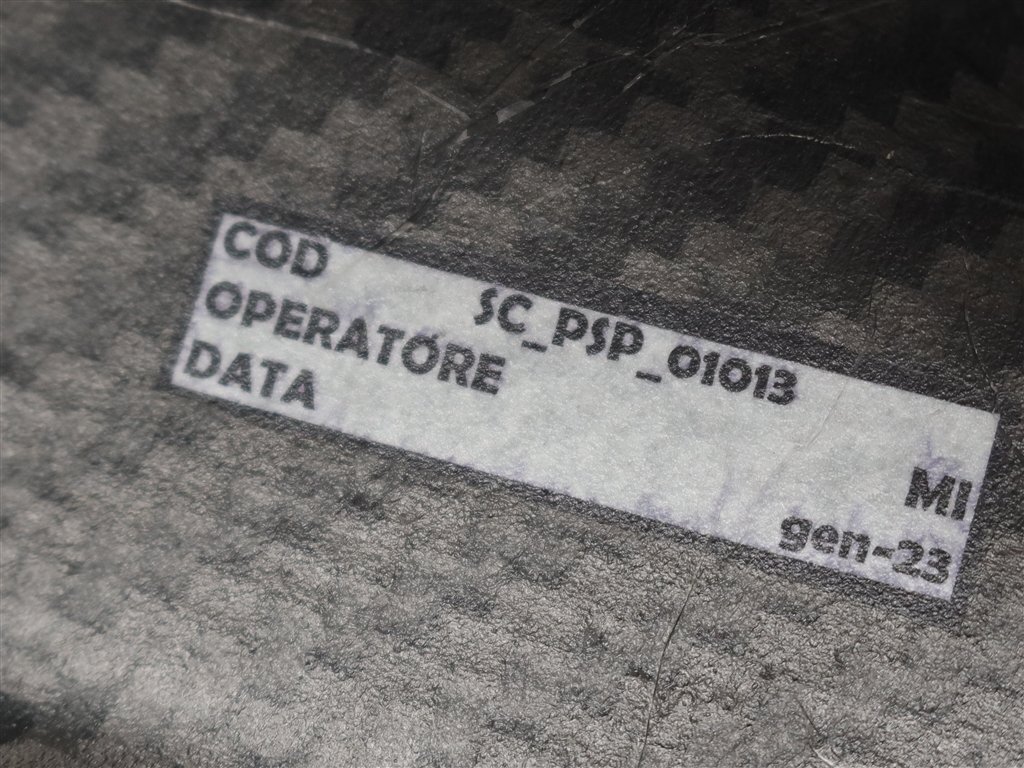 COD SC_PSP_01013
OPERATORE MI
DATA gen-23